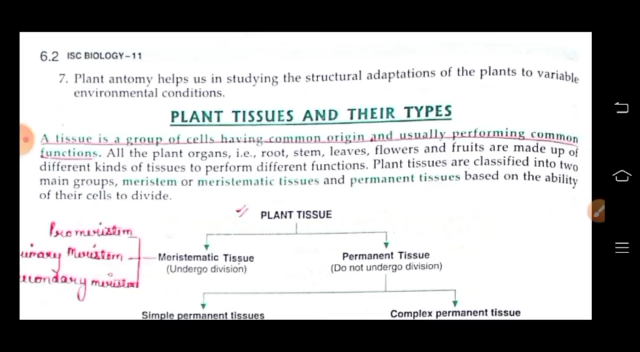 6.2 ISC BIOLOGY–11
7. Plant antomy helps us in studying the structural adaptations of the plants to variable
environmental conditions.
PLANT TISSUES AND THEIR TYPES
A tissue is a group of cells having common origin and usually performing common
functions. All the plant organs, i.e., root, stem, leaves, flowers and fruits are made up of
different kinds of tissues to perform different functions. Plant tissues are classified into two
main groups, meristem or meristematic tissues and permanent tissues based on the ability
of their cells to divide.
PLANT TISSUE
Promeristem
Meristem
Meristematic Tissue
(Undergo division)
Permanent Tissue
(Do not undergo division)
Simple permanent tissues
Complex permanent tissue